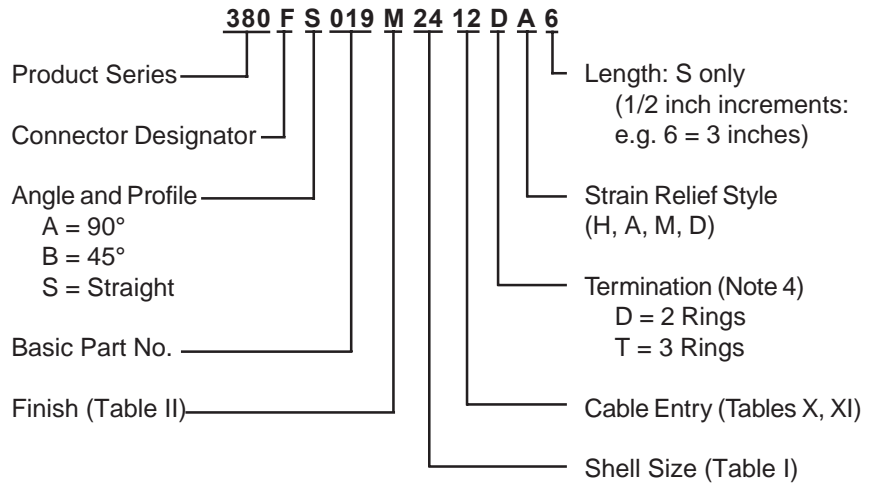 380 F S 019 M 24 12 D A 6
Product Series
Connector Designator
Angle and Profile
A = 90°
B = 45°
S = Straight
Basic Part No.
Finish (Table II)
Length: S only
(1/2 inch increments:
e.g. 6 = 3 inches)
Strain Relief Style
(H, A, M, D)
Termination (Note 4)
D = 2 Rings
T = 3 Rings
Cable Entry (Tables X, XI)
Shell Size (Table I)